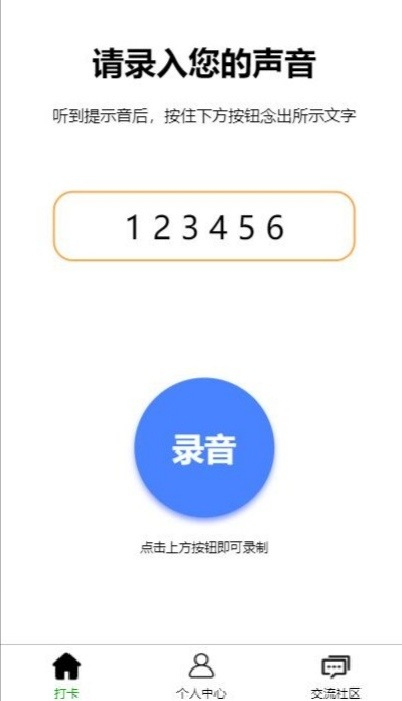 请录入您的声音
听到提示音后，按住下方按钮念出所示文字
1 2 3 4 5 6
录音
点击上方按钮即可录制
打卡
个人中心
交流社区